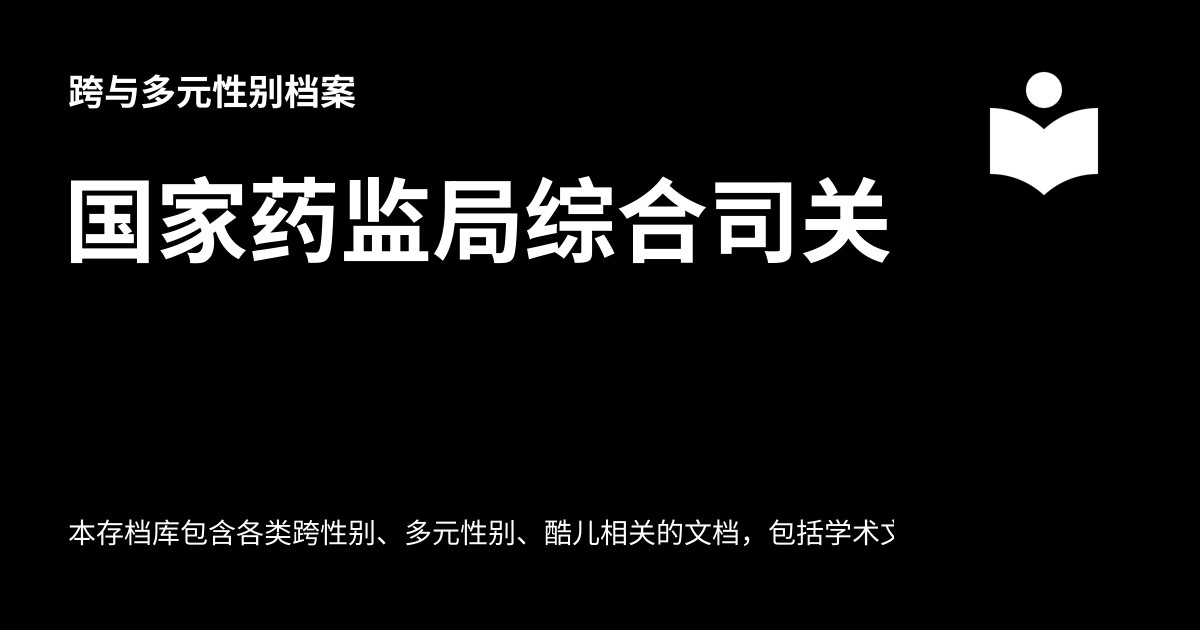 跨与多元性别档案
国家药监局综合司关
本存档库包含各类跨性别、多元性别、酷儿相关的文档，包括学术